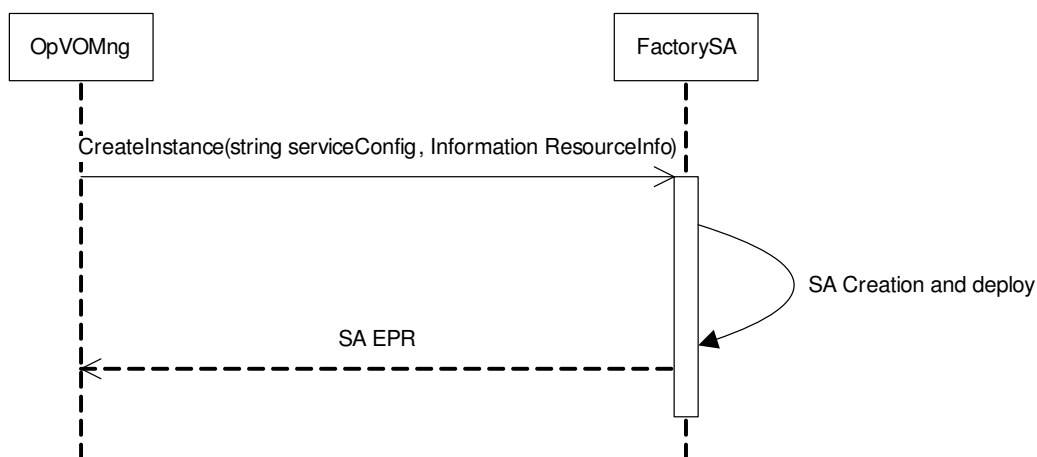 OpVOMng
FactorySA
CreateInstance(string serviceConfig, Information ResourceInfo)
SA Creation and deploy
SA EPR